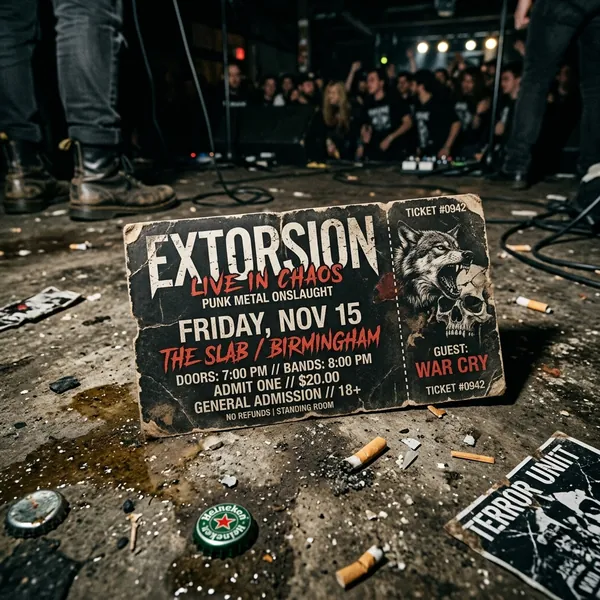 EXTORSION
LIVE IN CHAOS
PUNK METAL ONSLAUGHT
FRIDAY, NOV 15
THE SLAB / BIRMINGHAM
DOORS: 7:00 PM // BANDS: 8:00 PM
ADMIT ONE // $20.00
GENERAL ADMISSION // 18+
NO REFUNDS | STANDING ROOM
TICKET #0942
GUEST:
WAR CRY
TICKET #0942
Heineken
Heineken
TERROR UNIT